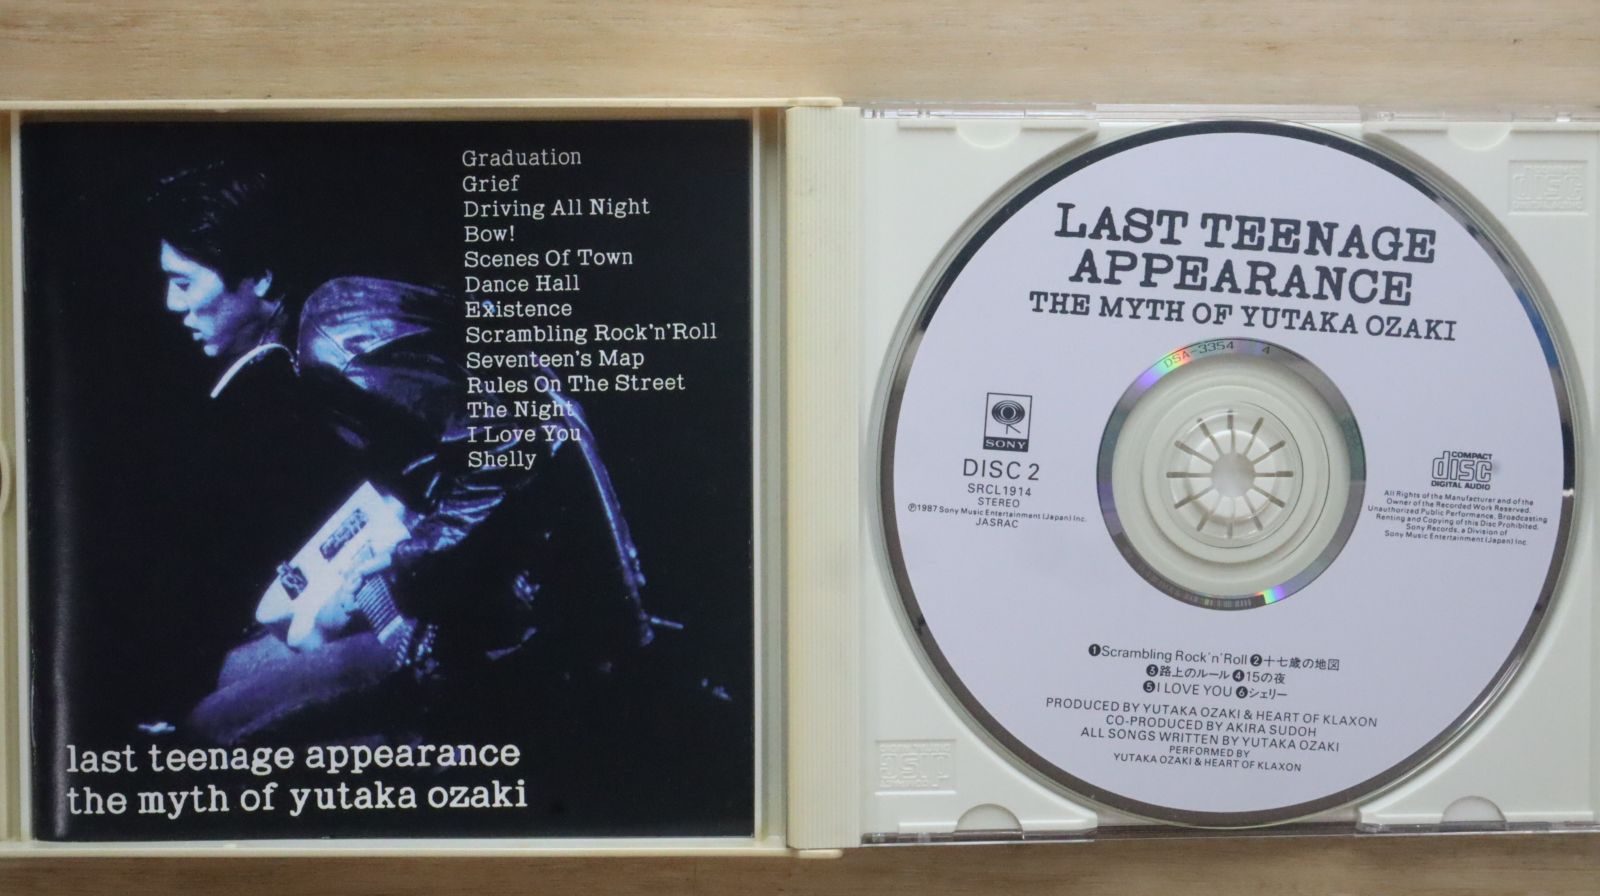 Graduation
Grief
Driving All Night
Bow!
Scenes Of Town
Dance Hall
Existence
Scrambling Rock'n'Roll
Seventeen's Map
Rules On The Street
The Night
I Love You
Shelly
last teenage appearance
the myth of yutaka ozaki
LAST TEENAGE
APPEARANCE
THE MYTH OF YUTAKA OZAKI
DSA-3354 4
SONY
DISC 2
SRCL1914
STEREO
Ⓟ1987 Sony Music Entertainment (Japan) Inc.
JASRAC
COMPACT
disc
DIGITAL AUDIO
All Rights of the Manufacturer and of the
Owner of the Recorded Work Reserved.
Unauthorized Public Performance, Broadcasting
Renting and Copying of this Disc Prohibited.
Sony Records, a Division of
Sony Music Entertainment (Japan) Inc.
❶Scrambling Rock'n'Roll ❷十七歳の地図
❸路上のルール ❹15の夜
❺I LOVE YOU ❻シェリー
PRODUCED BY YUTAKA OZAKI & HEART OF KLAXON
CO-PRODUCED BY AKIRA SUDOH
ALL SONGS WRITTEN BY YUTAKA OZAKI
PERFORMED BY
YUTAKA OZAKI & HEART OF KLAXON
disc
DIGITAL AUDIO